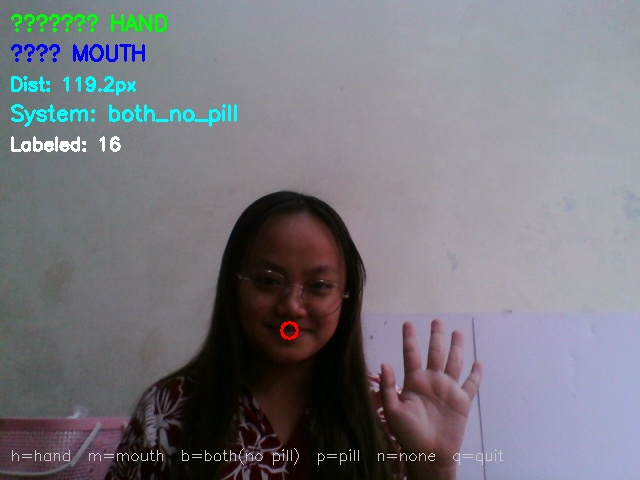 ??????? HAND
???? MOUTH
Dist: 119.2px
System: both_no_pill
Labeled: 16
h=hand m=mouth b=both(no pill) p=pill n=none q=quit